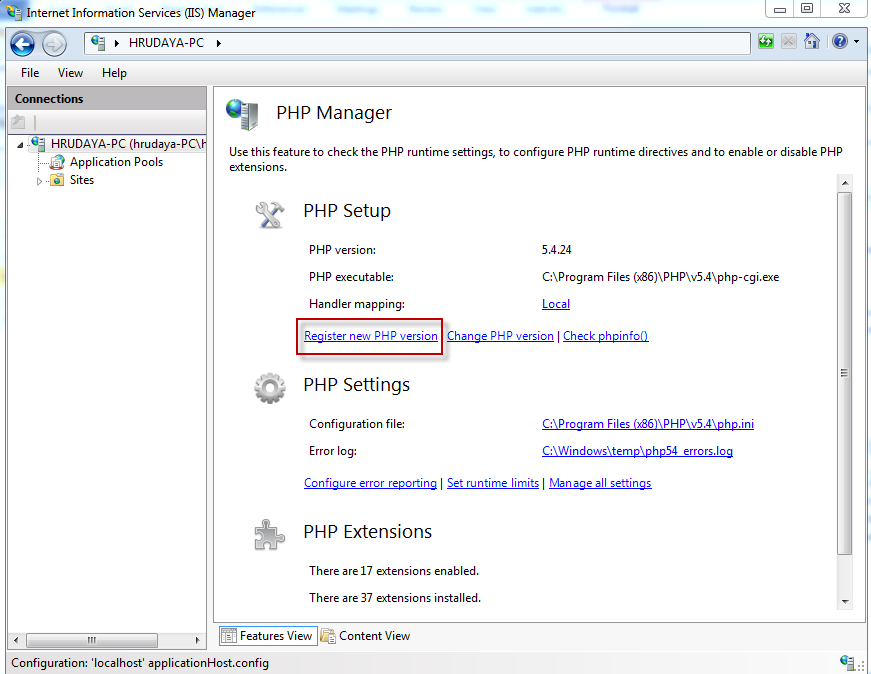 Internet Information Services (IIS) Manager
HRUDAYA-PC
File View Help
Connections
HRUDAYA-PC (hrudaya-PC\h
Application Pools
Sites
PHP Manager
Use this feature to check the PHP runtime settings, to configure PHP runtime directives and to enable or disable PHP
extensions.
PHP Setup
PHP version: 5.4.24
PHP executable: C:\Program Files (x86)\PHP\v5.4\php-cgi.exe
Handler mapping: Local
Register new PHP version Change PHP version | Check phpinfo()
PHP Settings
Configuration file: C:\Program Files (x86)\PHP\v5.4\php.ini
Error log: C:\Windows\temp\php54_errors.log
Configure error reporting | Set runtime limits | Manage all settings
PHP Extensions
There are 17 extensions enabled.
There are 37 extensions installed.
Features View Content View
Configuration: 'localhost' applicationHost.config